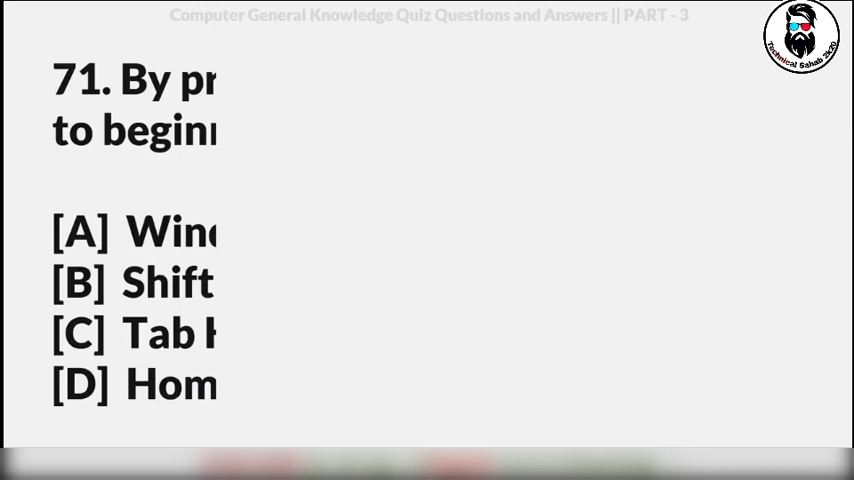 Computer General Knowledge Quiz Questions and Answers || PART - 3
Technical Sahab 2k20
71. By pr
to begin
[A] Win
[B] Shift
[C] Tab
[D] Hom